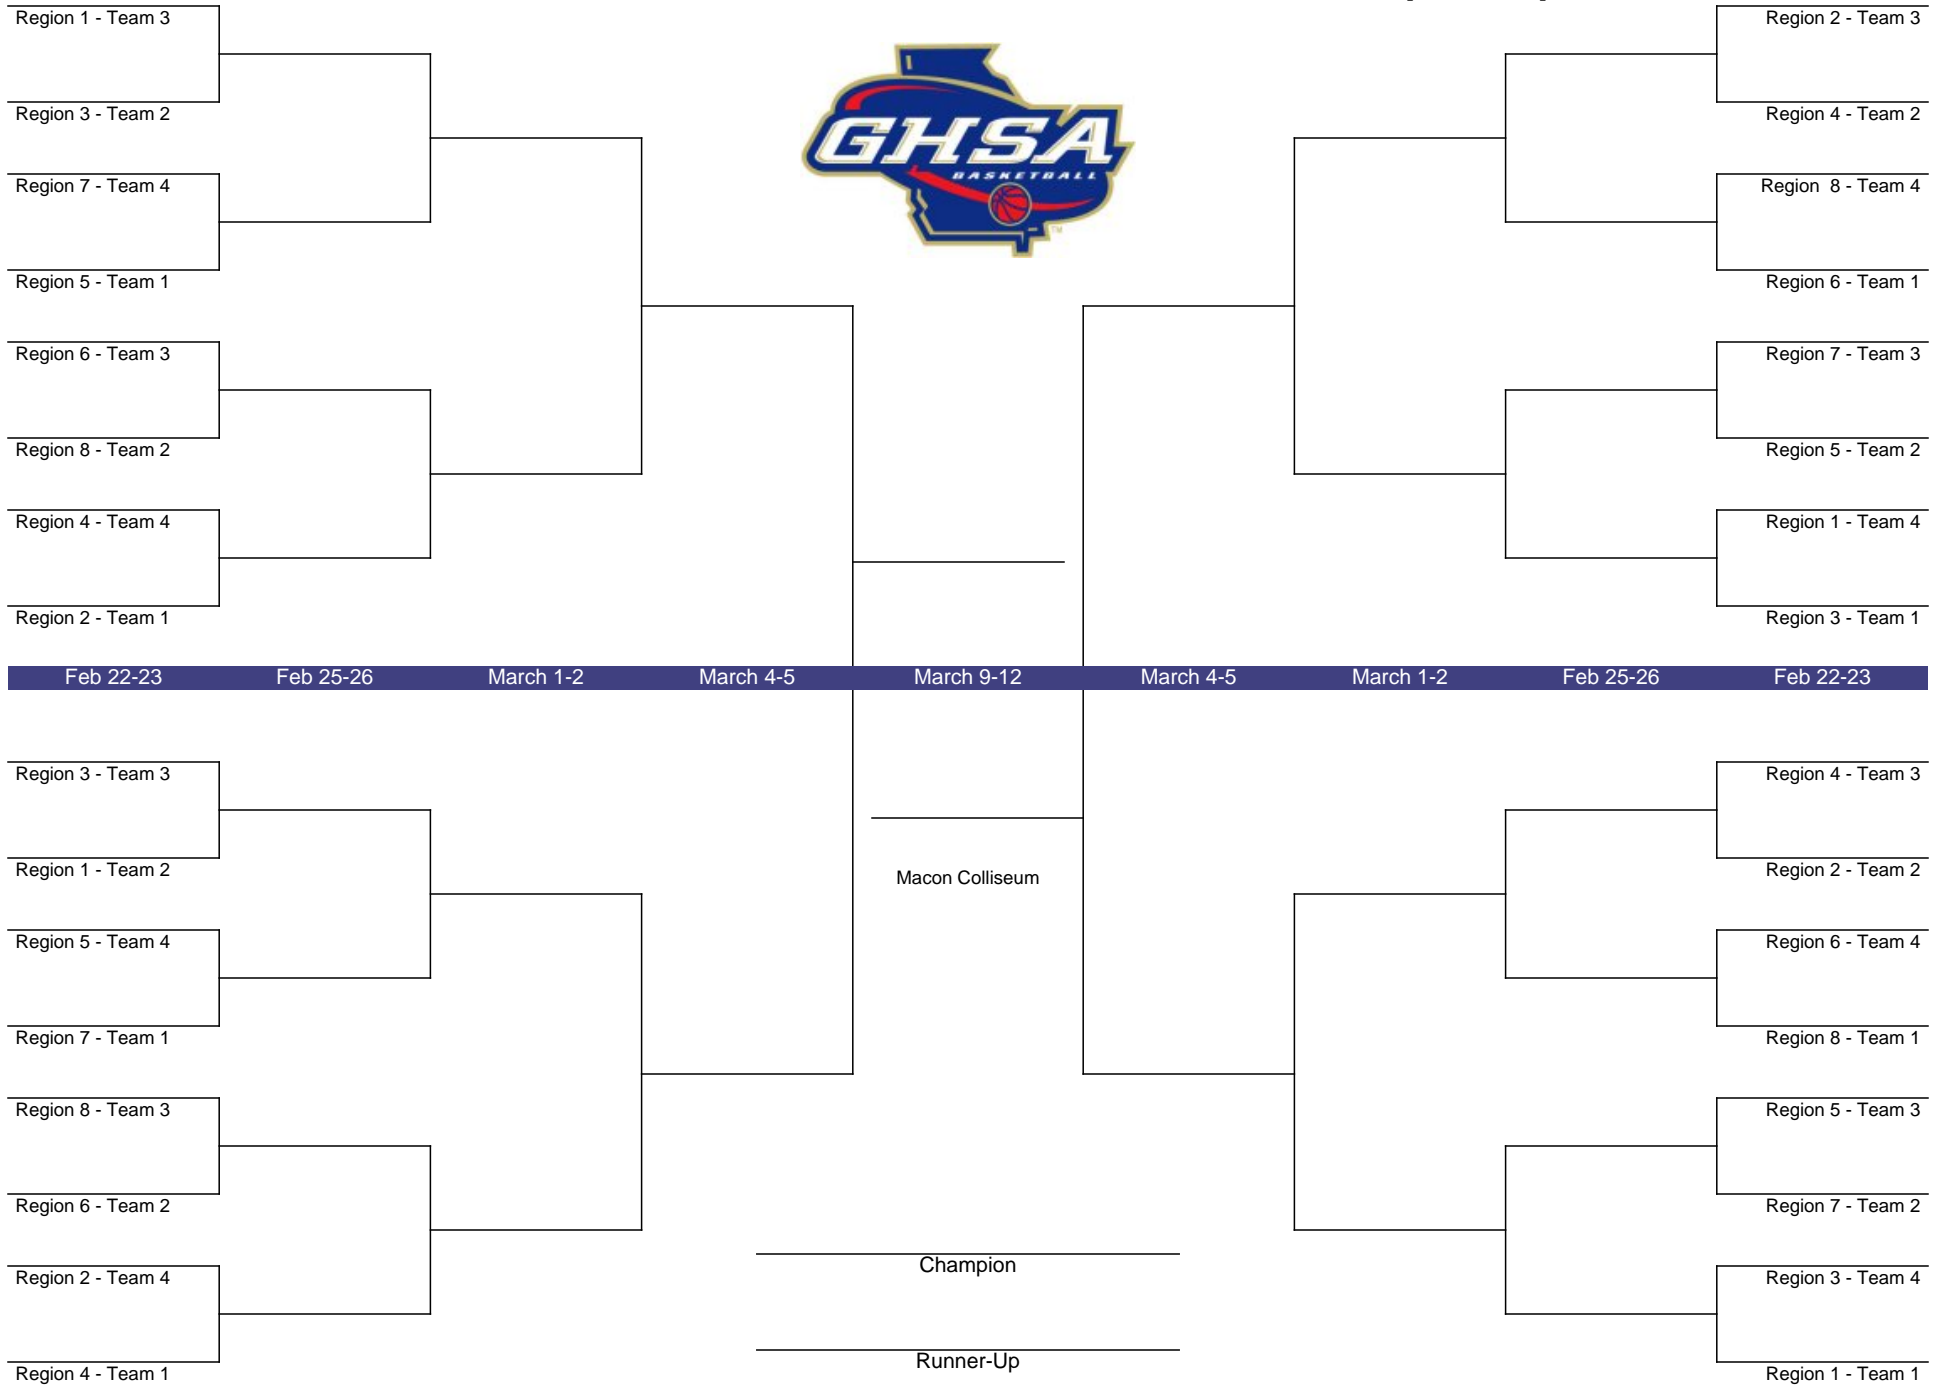 Region 1 - Team 3
Region 3 - Team 2
Region 7 - Team 4
Region 5 - Team 1
Region 6 - Team 3
Region 8 - Team 2
Region 4 - Team 4
Region 2 - Team 1
GHSA
BASKETBALL
TM
Region 2 - Team 3
Region 4 - Team 2
Region  8 - Team 4
Region 6 - Team 1
Region 7 - Team 3
Region 5 - Team 2
Region 1 - Team 4
Region 3 - Team 1
Feb 22-23 Feb 25-26 March 1-2 March 4-5 March 9-12 March 4-5 March 1-2 Feb 25-26 Feb 22-23
Region 3 - Team 3
Region 1 - Team 2
Region 5 - Team 4
Region 7 - Team 1
Region 8 - Team 3
Region 6 - Team 2
Region 2 - Team 4
Region 4 - Team 1
Macon Colliseum
Champion
Runner-Up
Region 4 - Team 3
Region 2 - Team 2
Region 6 - Team 4
Region 8 - Team 1
Region 5 - Team 3
Region 7 - Team 2
Region 3 - Team 4
Region 1 - Team 1